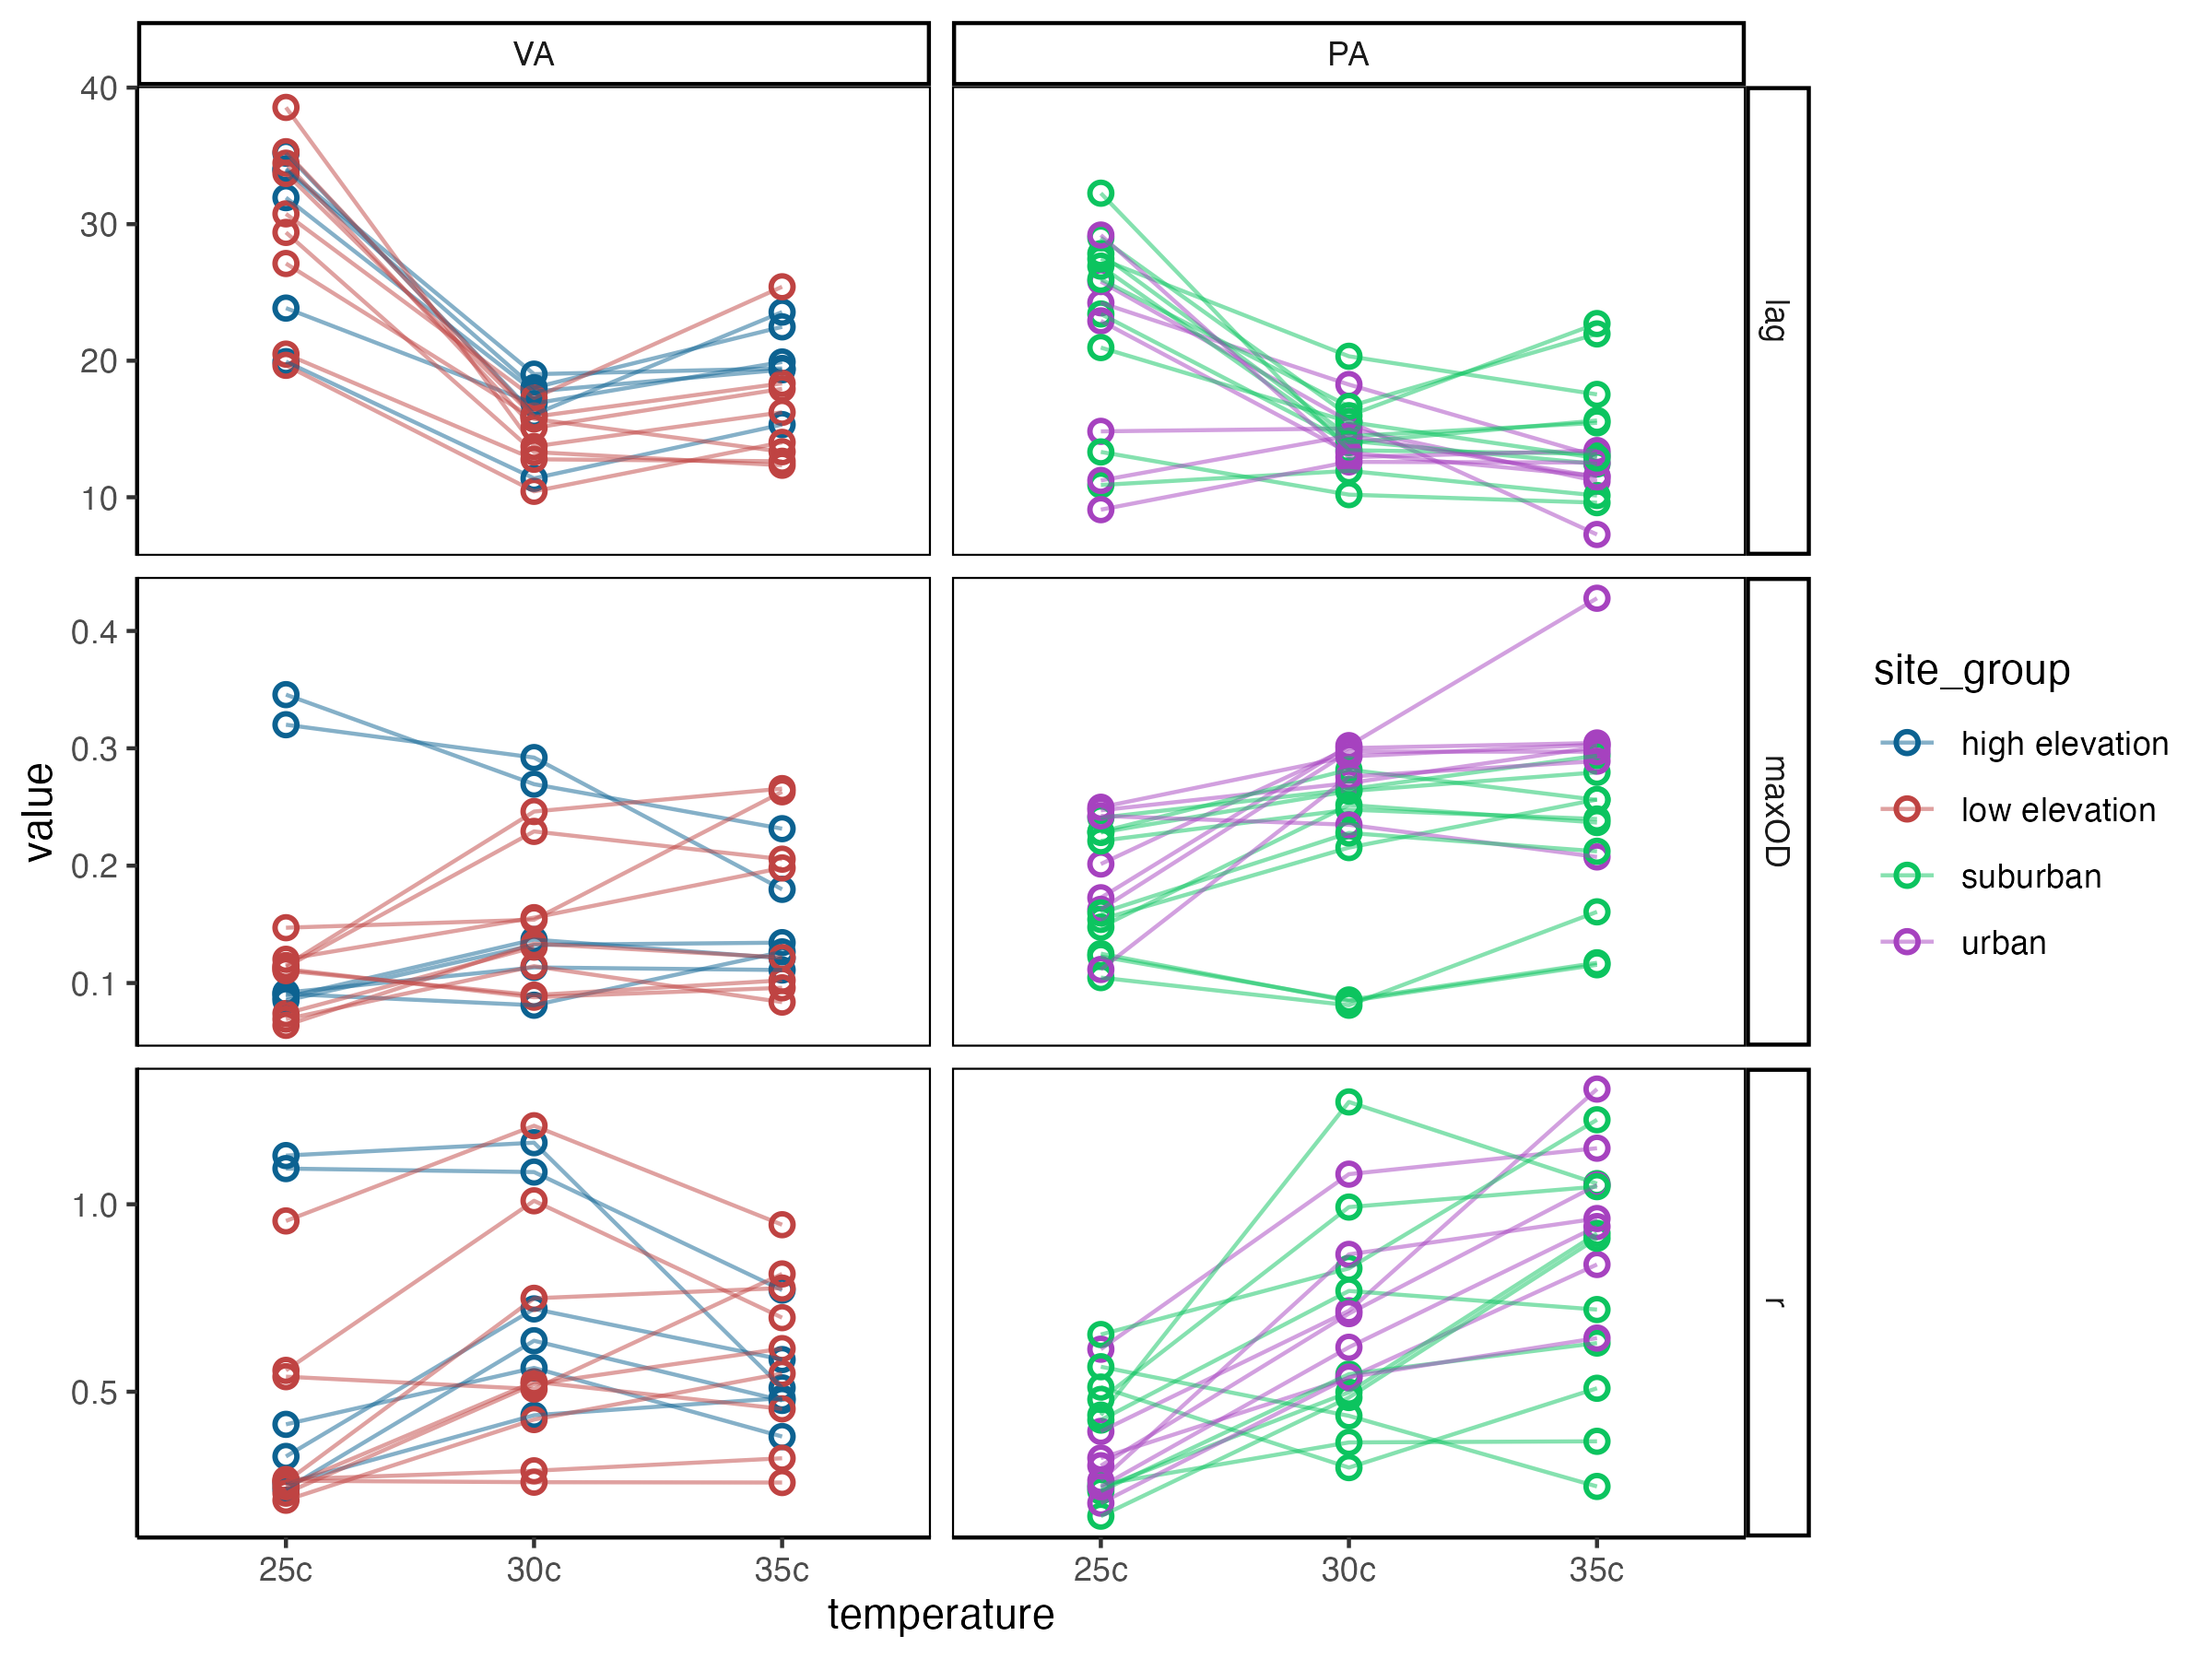 VA
PA
40
30
20
10
lag
0.4
0.3
0.2
0.1
maxOD
1.0
0.5
r
value
25c
30c
35c
25c
30c
35c
temperature
site_group
high elevation
low elevation
suburban
urban